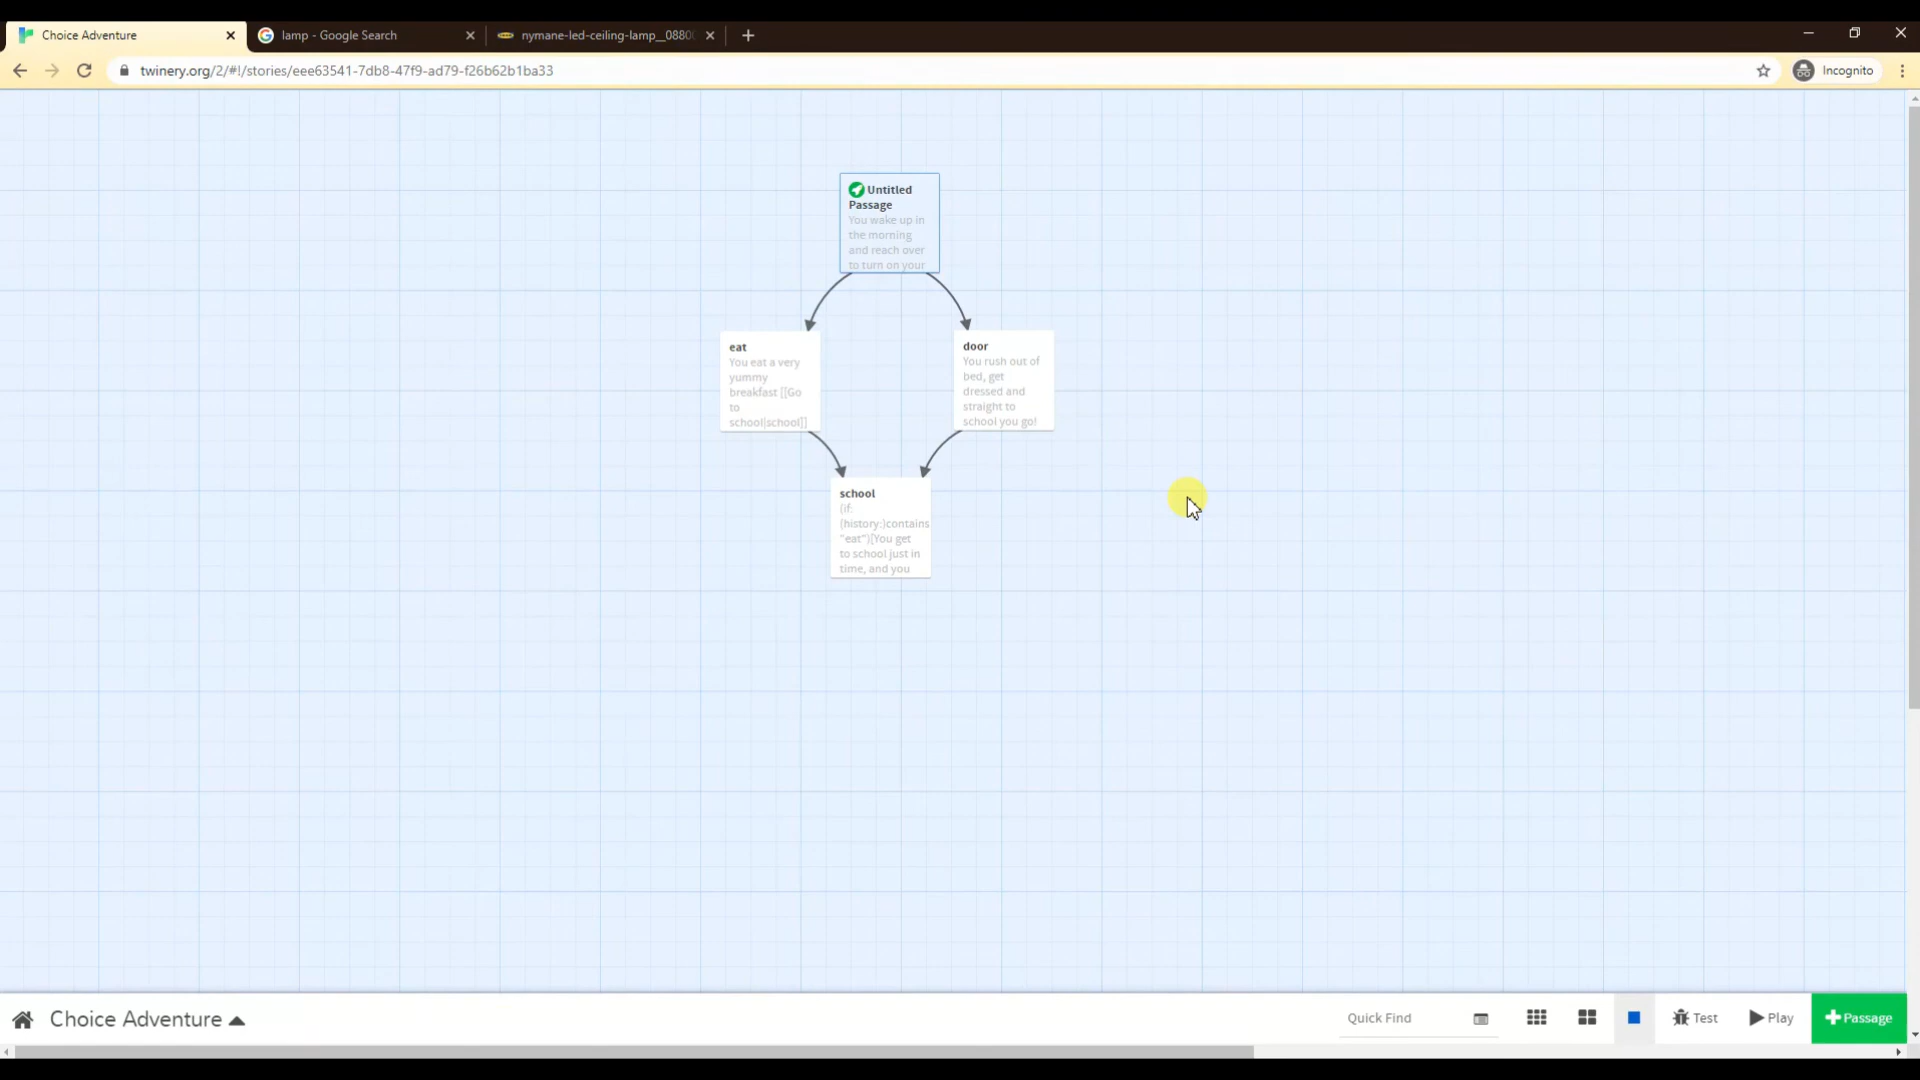 Choice Adventure
lamp - Google Search
nymane-led-ceiling-lamp__0880
twinery.org/2/#!/stories/eee63541-7db8-47f9-ad79-f26b62b1ba33
Incognito
Untitled
Passage
You wake up in
the morning
and reach over
to turn on your
eat
You eat a very
yummy
breakfast [[Go
to
school|school]]
door
You rush out of
bed, get
dressed and
straight to
school you go!
school
(if:
(history:)contains
"eat")[You get
to school just in
time, and you
Choice Adventure
Quick Find
Test
Play
Passage